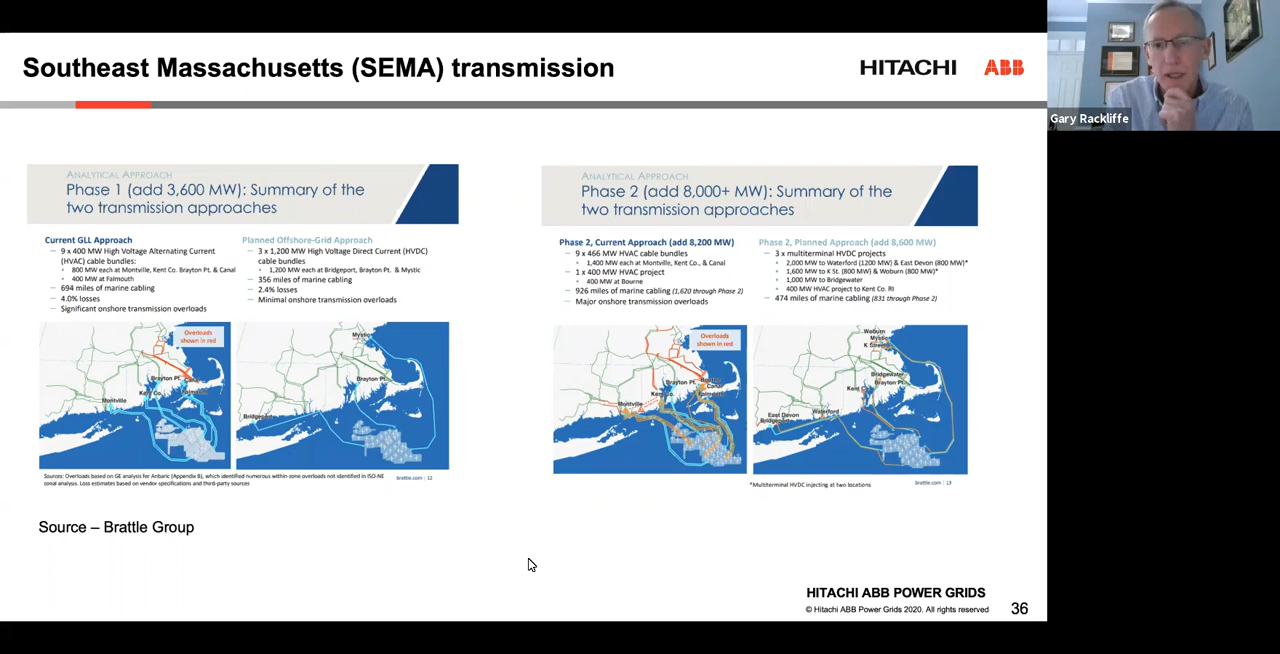 Southeast Massachusetts (SEMA) transmission
HITACHI ABB
Gary Rackliffe
ANALYTICAL APPROACH
Phase 1 (add 3,600 MW): Summary of the
two transmission approaches
Current GLL Approach
– 9 x 400 MW High Voltage Alternating Current
(HVAC) cable bundles:
• 800 MW each at Montville, Kent Co. Brayton Pt. & Canal
• 400 MW at Falmouth
– 694 miles of marine cabling
– 4.0% losses
– Significant onshore transmission overloads
Planned Offshore-Grid Approach
– 3 x 1,200 MW High Voltage Direct Current (HVDC)
cable bundles
• 1,200 MW each at Bridgeport, Brayton Pt. & Mystic
– 356 miles of marine cabling
– 2.4% losses
– Minimal onshore transmission overloads
Overloads
shown in red
Brayton Pt.
Kent Co.
Montville
Mystic
Brayton Pt.
Bridgeport
Sources: Overloads based on GE analysis for Anbaric (Appendix B), which identified numerous within-zone overloads not identified in ISO-NE
zonal analysis. Loss estimates based on vendor specifications and third-party sources
brattle.com | 12
ANALYTICAL APPROACH
Phase 2 (add 8,000+ MW): Summary of the
two transmission approaches
Phase 2, Current Approach (add 8,200 MW)
– 9 x 466 MW HVAC cable bundles
• 1,400 MW each at Montville, Kent Co., & Canal
– 1 x 400 MW HVAC project
• 400 MW at Bourne
– 926 miles of marine cabling (1,620 through Phase 2)
– Major onshore transmission overloads
Phase 2, Planned Approach (add 8,600 MW)
– 3 x multiterminal HVDC projects
• 2,000 MW to Waterford (1200 MW) & East Devon (800 MW)*
• 1,600 MW to K St. (800 MW) & Woburn (800 MW)*
• 1,000 MW to Bridgewater
• 400 MW HVAC project to Kent Co. RI
– 474 miles of marine cabling (831 through Phase 2)
Overloads
shown in red
Brayton Pt.
Kent Co.
Montville
Woburn
Mystic
K Street
Bridgewater
Brayton Pt.
Kent Co.
East Devon
Waterford
Bridgeport
*Multiterminal HVDC injecting at two locations
brattle.com | 13
Source – Brattle Group
HITACHI ABB POWER GRIDS
© Hitachi ABB Power Grids 2020. All rights reserved
36